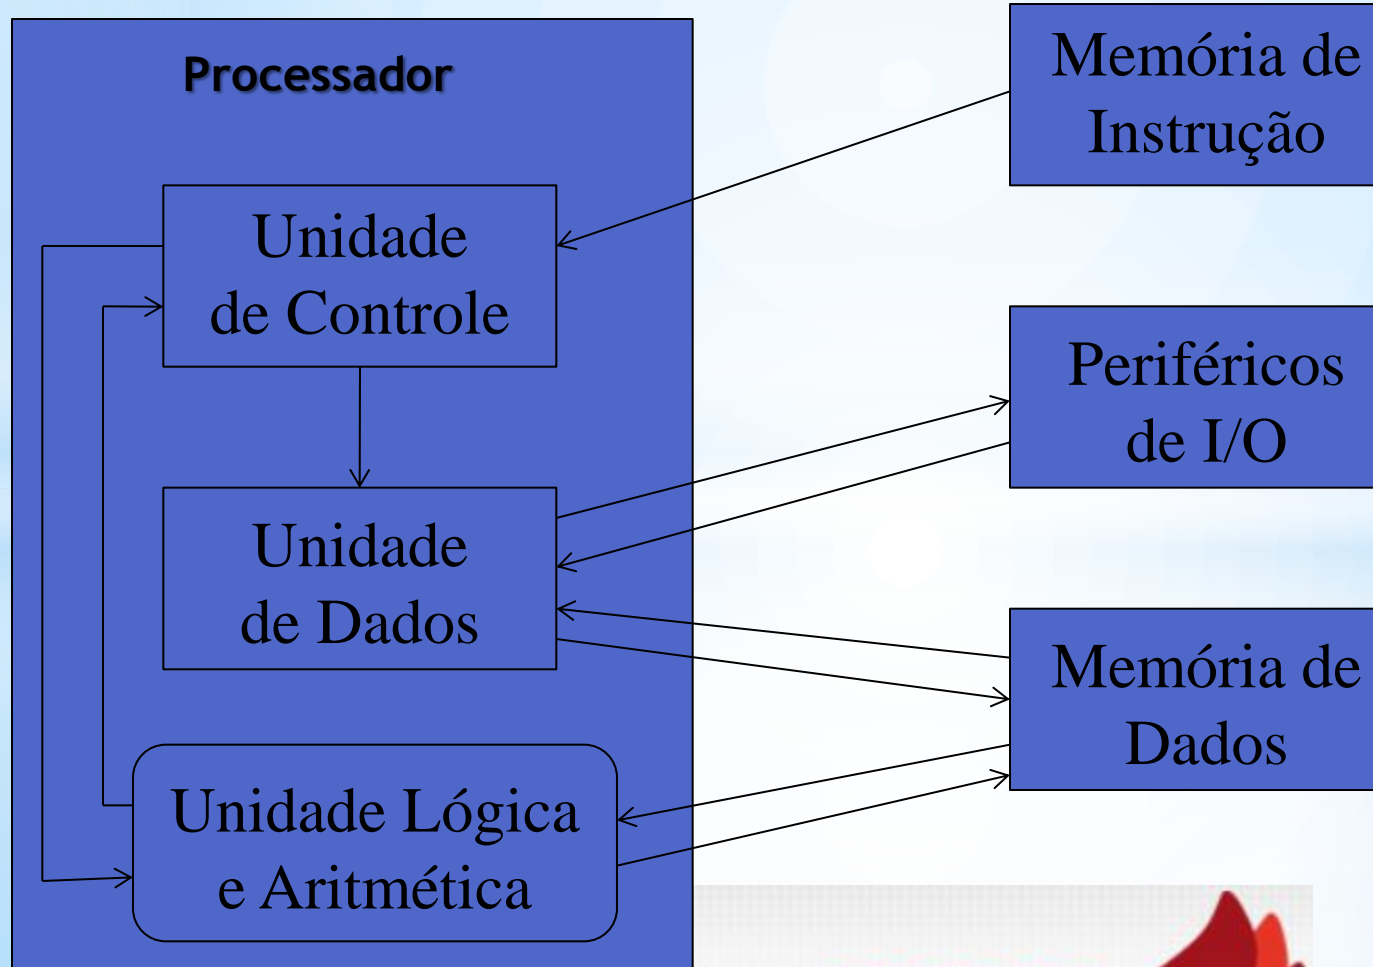 Processador
Unidade
de Controle
Unidade
de Dados
Unidade Lógica
e Aritmética
Memória de
Instrução
Periféricos
de I/O
Memória de
Dados